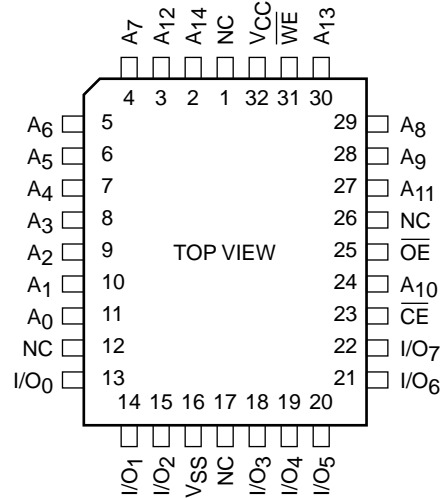 A7 A12 A14 NC VCC W̅E̅ A13
4 3 2 1 32 31 30
A6 5 29 A8
A5 6 28 A9
A4 7 27 A11
A3 8 26 NC
A2 9 TOP VIEW 25 O̅E̅
A1 10 24 A10
A0 11 23 C̅E̅
NC 12 22 I/O7
I/O0 13 21 I/O6
14 15 16 17 18 19 20
I/O1 I/O2 VSS NC I/O3 I/O4 I/O5